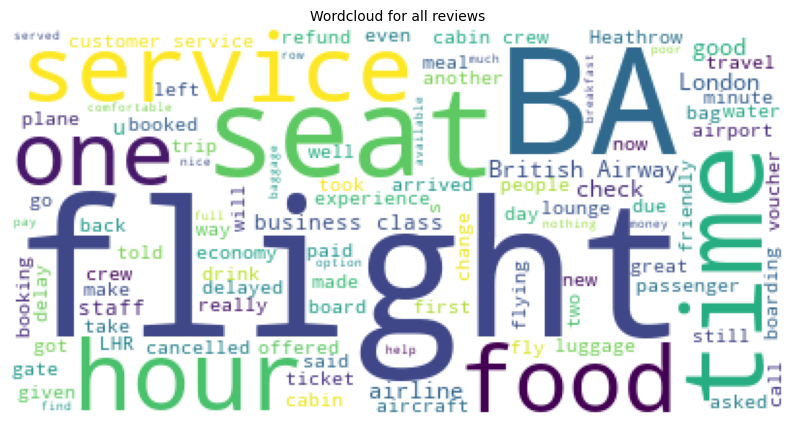 Wordcloud for all reviews
served
customer service
refund
even
cabin crew
Heathrow
poor
good
service
row
meal
much
another
BA
breakfast
London
travel
left
comfortable
seat
available
minute
plane
u
booked
bag
water
one
trip
nice
baggage
well
now
airport
British Airway
time
took
arrived
people
check
voucher
go
will
experience
s
day
lounge
due
friendly
pay
back
way
full
business class
change
nothing
money
flight
told
economy
paid
option
new
great
boarding
booking
delay
crew
drink
made
flying
two
passenger
make
delayed
staff
really
board
first
take
still
got
LHR
cancelled
offered
said
help
fly
luggage
gate
hour
ticket
airline
food
call
given
find
cabin
aircraft
asked